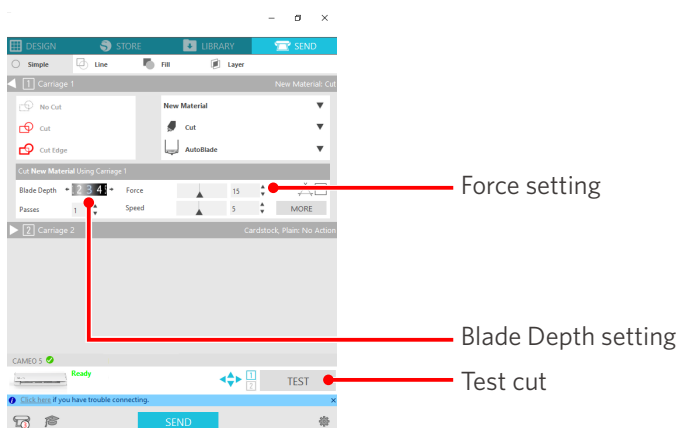 DESIGN STORE LIBRARY SEND
Simple Line Fill Layer
1 Carriage 1 New Material: Cut
No Cut New Material
Cut Cut
Cut Edge AutoBlade
Cut New Material Using Carriage 1
Blade Depth 2 3 4 Force 15
Force setting
Passes 1 Speed 5 MORE
2 Carriage 2 Cardstock, Plain: No Action
Blade Depth setting
CAMEO 5
Ready 1 2 TEST
Test cut
Click here if you have trouble connecting. ×
SEND